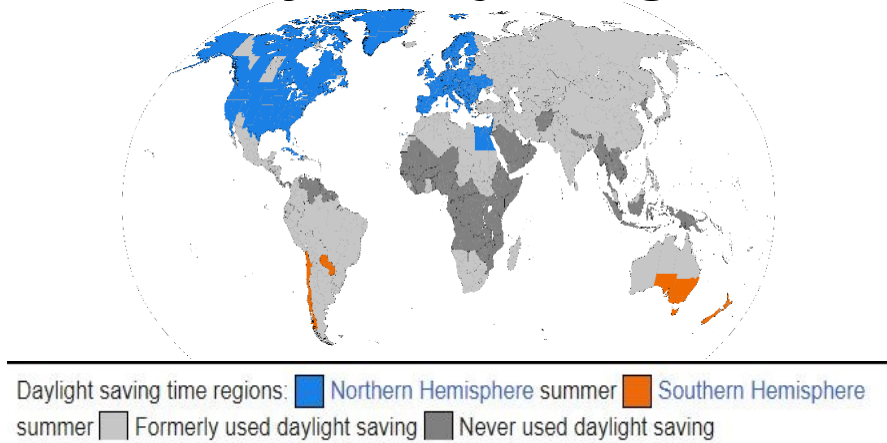 Daylight saving time regions: Northern Hemisphere summer Southern Hemisphere
summer Formerly used daylight saving Never used daylight saving